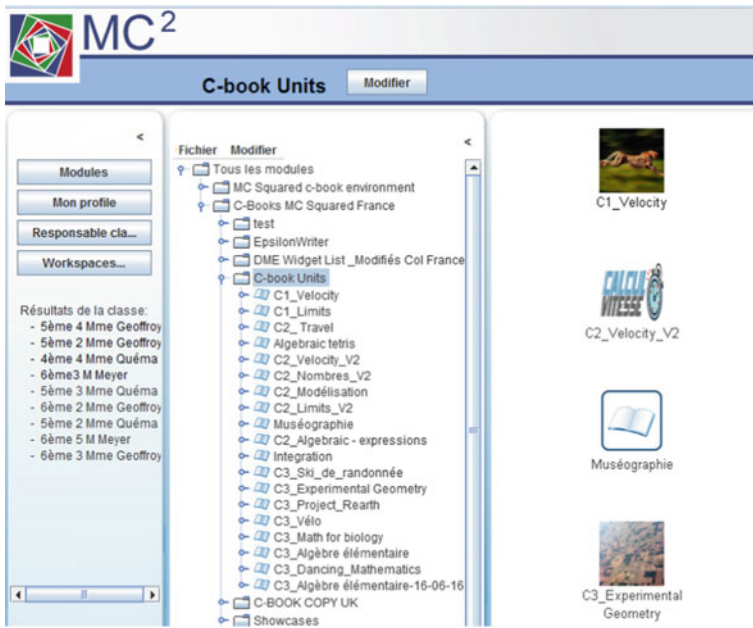 MC2
C-book Units Modifier
<
Modules
Mon profile
Responsable cla...
Workspaces...
Résultats de la classe:
- 5ème 4 Mme Geoffroy
- 5ème 2 Mme Geoffroy
- 4ème 4 Mme Quéma
- 6ème3 M Meyer
- 5ème 3 Mme Quéma
- 6ème 2 Mme Geoffroy
- 5ème 2 Mme Quéma
- 6ème 5 M Meyer
- 6ème 3 Mme Geoffroy
<
Fichier Modifier
Tous les modules
MC Squared c-book environment
C-Books MC Squared France
test
EpsilonWriter
DME Widget List _Modifiés Col France
C-book Units
C1_Velocity
C1_Limits
C2_ Travel
Algebraic tetris
C2_Velocity_V2
C2_Nombres_V2
C2_Modélisation
C2_Limits_V2
Muséographie
C2_Algebraic - expressions
Integration
C3_Ski_de_randonnée
C3_Experimental Geometry
C3_Project_Rearth
C3_Vélo
C3_Math for biology
C3_Algèbre élémentaire
C3_Dancing_Mathematics
C3_Algèbre élémentaire-16-06-16
C-BOOK COPY UK
Showcases
C1_Velocity
CALCUL
VITESSE
C2_Velocity_V2
Muséographie
C3_Experimental
Geometry